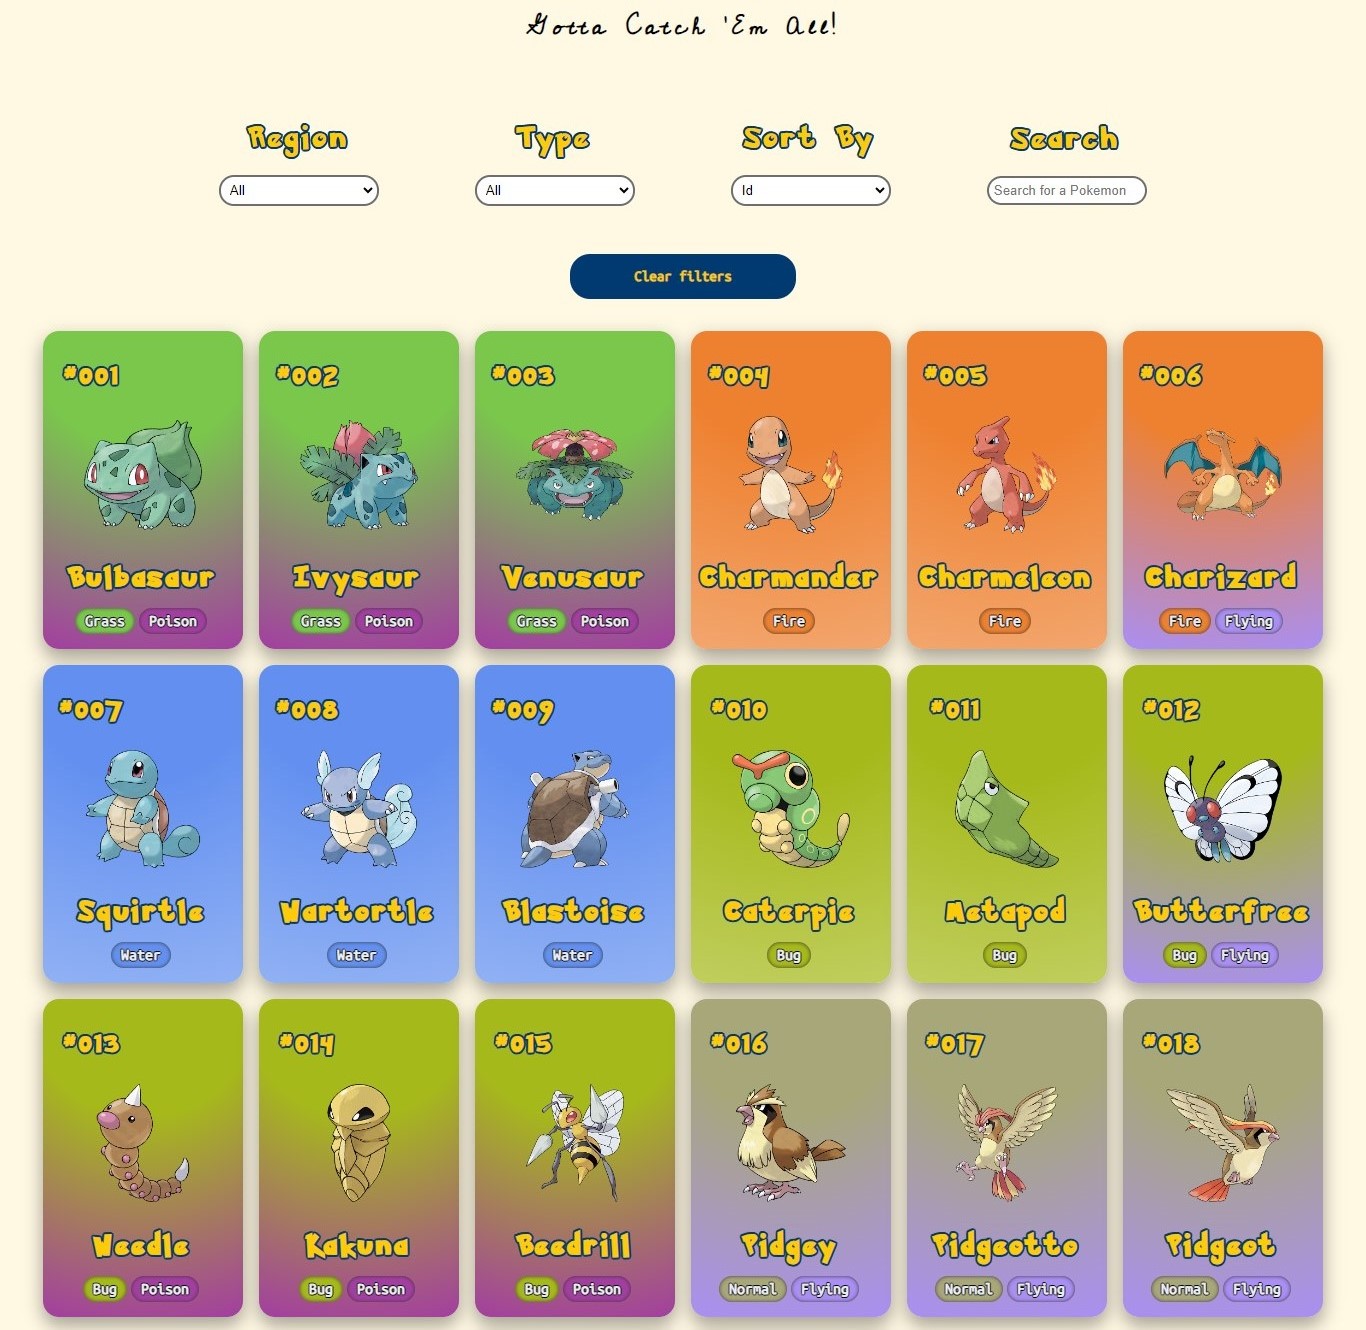 Gotta Catch 'Em All!
Region Type Sort By Search
All All Id Search for a Pokemon
Clear filters
#001 #002 #003 #004 #005 #006
Bulbasaur Ivysaur Venusaur Charmander Charmeleon Charizard
Grass Poison Grass Poison Grass Poison Fire Fire Fire Flying
#007 #008 #009 #010 #011 #012
Squirtle Wartortle Blastoise Caterpie Metapod Butterfree
Water Water Water Bug Bug Bug Flying
#013 #014 #015 #016 #017 #018
Weedle Kakuna Beedrill Pidgey Pidgeotto Pidgeot
Bug Poison Bug Poison Bug Poison Normal Flying Normal Flying Normal Flying